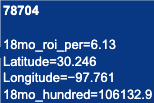 78704
18mo_roi_per=6.13
Latitude=30.246
Longitude=−97.761
18mo_hundred=106132.9